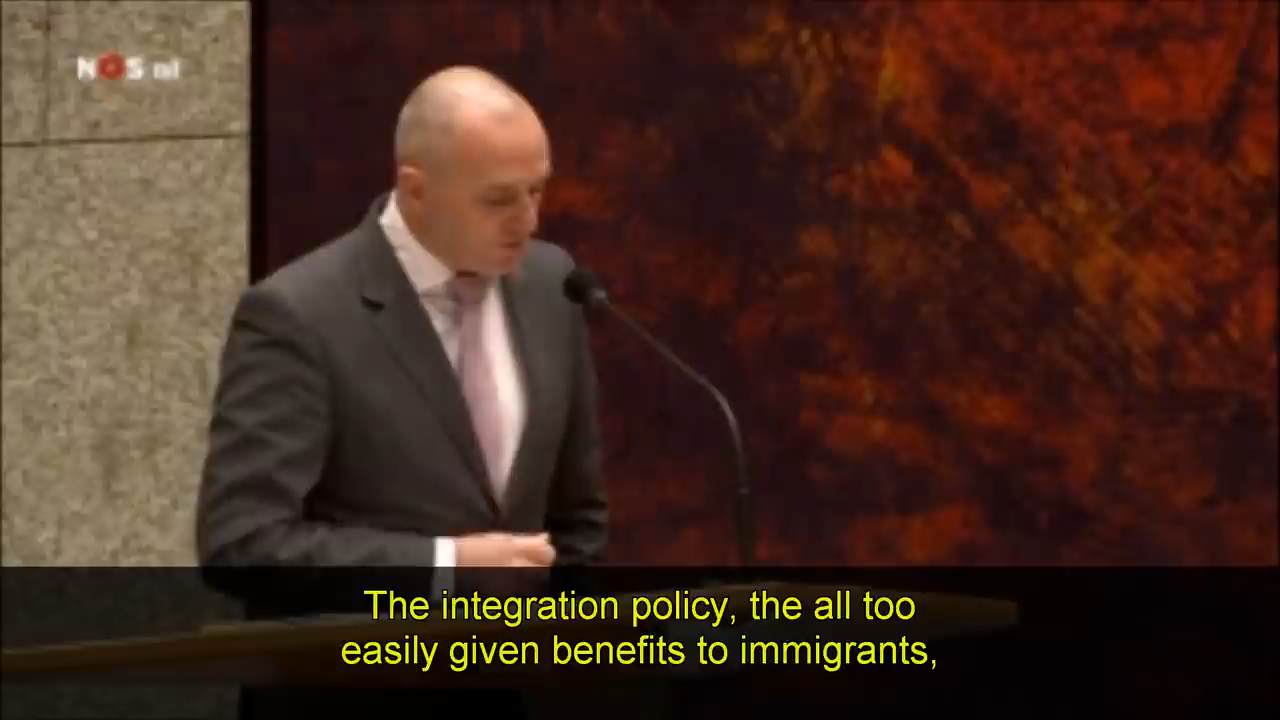 NOS nl
The integration policy, the all too
easily given benefits to immigrants,